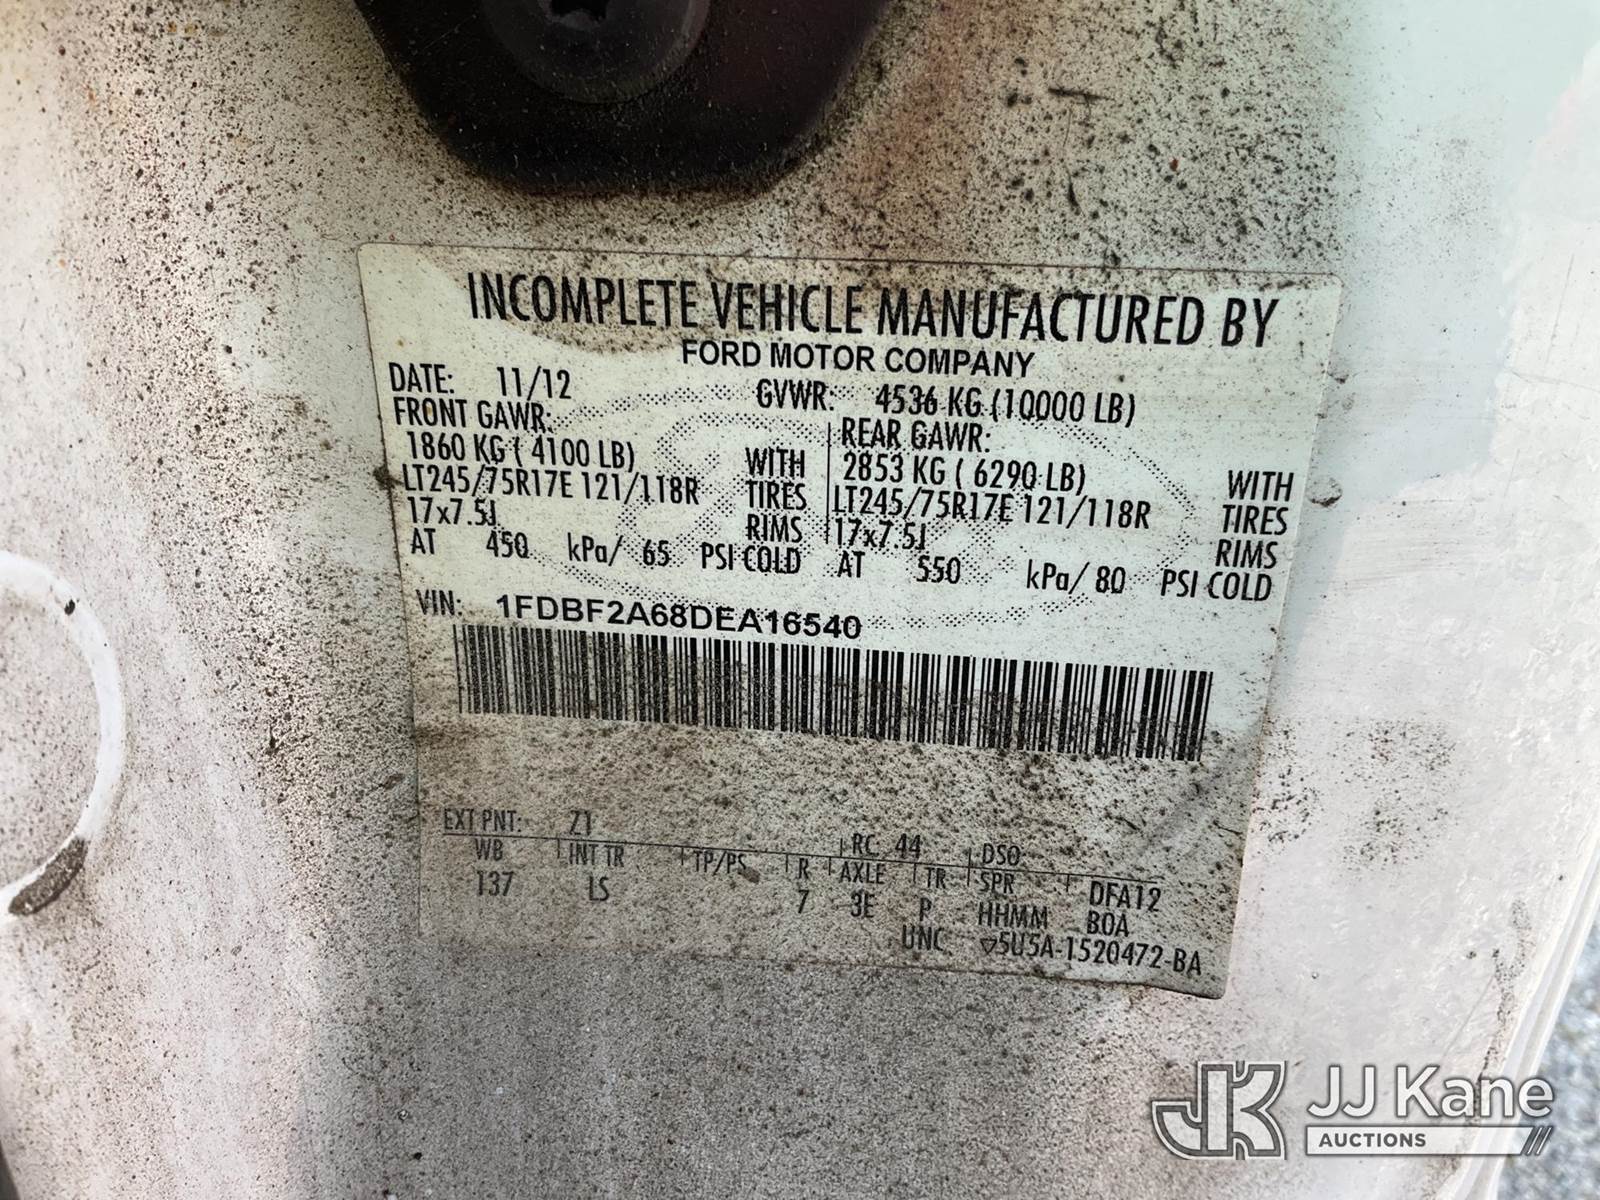 INCOMPLETE VEHICLE MANUFACTURED BY
FORD MOTOR COMPANY
DATE: 11/12 GVWR: 4536 KG (10000 LB)
FRONT GAWR: REAR GAWR:
1860 KG ( 4100 LB) WITH 2853 KG ( 6290 LB) WITH
LT245/75R17E 121/118R TIRES LT245/75R17E 121/118R TIRES
17x7.5J RIMS 17x7.5J RIMS
AT 450 kPa/ 65 PSI COLD AT 550 kPa/ 80 PSI COLD
VIN: 1FDBF2A68DEA16540
EXT PNT: Z1 RC 44 DSO:
WB INT TR TP/PS R AXLE TR SPR DFA12
137 LS 7 3E P HHMM BOA
UNC ▽5U5A-1520472-BA
JK JJ Kane
AUCTIONS